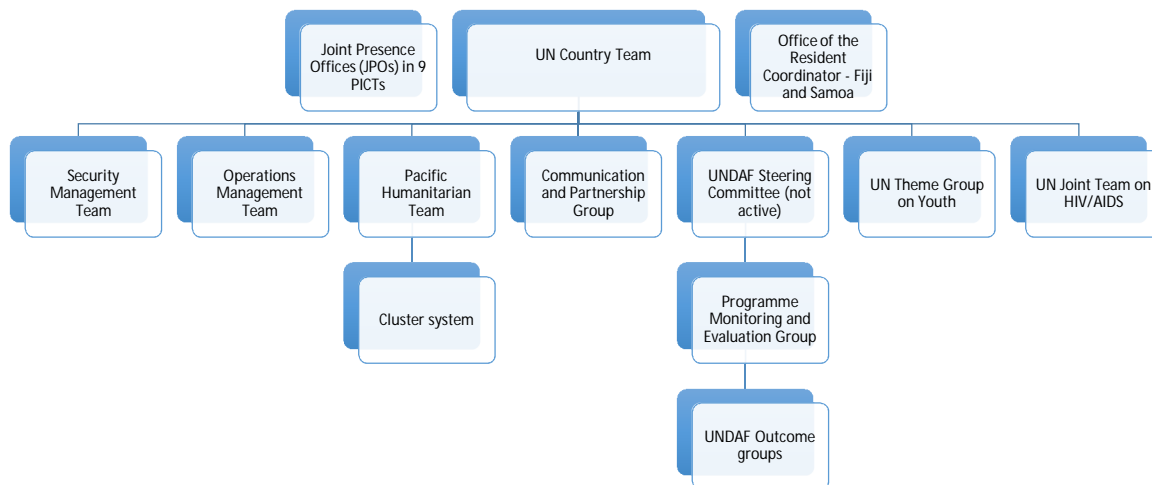 Joint Presence
Offices (JPOs) in 9
PICTs
UN Country Team
Office of the
Resident
Coordinator - Fiji
and Samoa
Security
Management
Team
Operations
Management
Team
Pacific
Humanitarian
Team
Communication
and Partnership
Group
UNDAF Steering
Committee (not
active)
UN Theme Group
on Youth
UN Joint Team on
HIV/AIDS
Cluster system
Programme
Monitoring and
Evaluation Group
UNDAF Outcome
groups